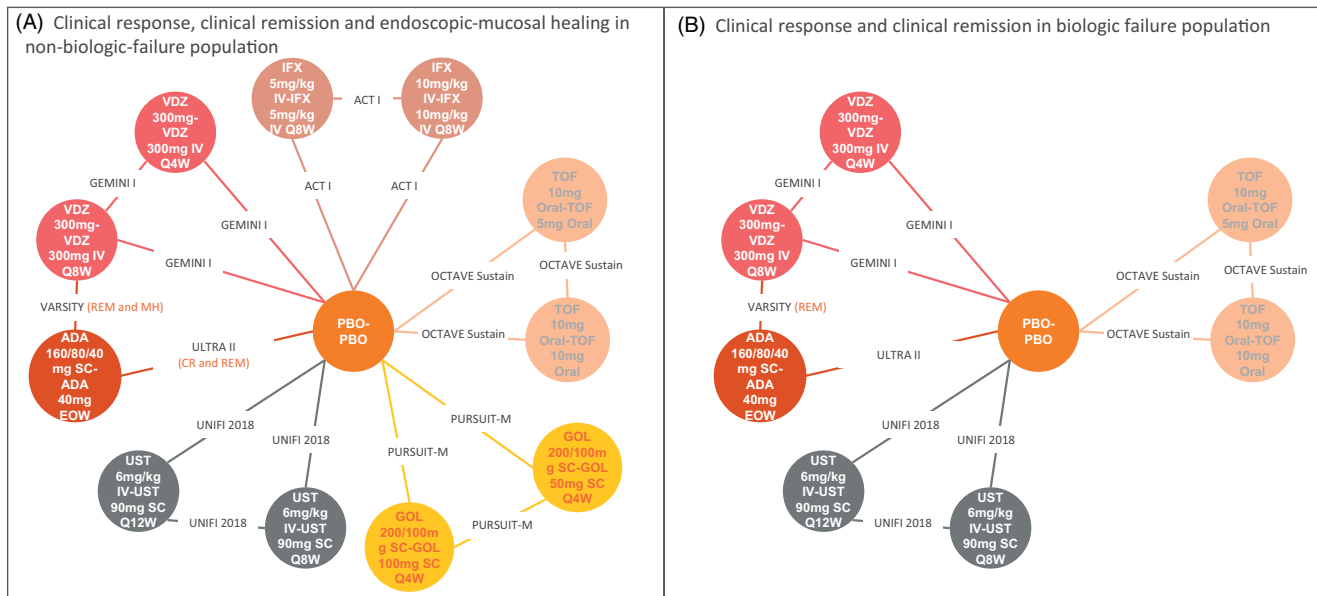 (A) Clinical response, clinical remission and endoscopic-mucosal healing in
non-biologic-failure population
IFX
5mg/kg
IV-IFX
5mg/kg
IV Q8W
ACT I
IFX
10mg/kg
IV-IFX
10mg/kg
IV Q8W
VDZ
300mg-
VDZ
300mg IV
Q4W
GEMINI I
ACT I
ACT I
TOF
10mg
Oral-TOF
5mg Oral
VDZ
300mg-
VDZ
300mg IV
Q8W
GEMINI I
GEMINI I
OCTAVE Sustain
OCTAVE Sustain
VARSITY (REM and MH)
PBO-
PBO
OCTAVE Sustain
TOF
10mg
Oral-TOF
10mg
Oral
ADA
160/80/40
mg SC-
ADA
40mg
EOW
ULTRA II
(CR and REM)
UNIFI 2018
UNIFI 2018
PURSUIT-M
PURSUIT-M
UST
6mg/kg
IV-UST
90mg SC
Q12W
UNIFI 2018
UST
6mg/kg
IV-UST
90mg SC
Q8W
GOL
200/100m
g SC-GOL
50mg SC
Q4W
PURSUIT-M
GOL
200/100m
g SC-GOL
100mg SC
Q4W
(B) Clinical response and clinical remission in biologic failure population
VDZ
300mg-
VDZ
300mg IV
Q4W
GEMINI I
TOF
10mg
Oral-TOF
5mg Oral
VDZ
300mg-
VDZ
300mg IV
Q8W
GEMINI I
GEMINI I
OCTAVE Sustain
OCTAVE Sustain
VARSITY (REM)
PBO-
PBO
OCTAVE Sustain
TOF
10mg
Oral-TOF
10mg
Oral
ADA
160/80/40
mg SC-
ADA
40mg
EOW
ULTRA II
UNIFI 2018
UNIFI 2018
UST
6mg/kg
IV-UST
90mg SC
Q12W
UNIFI 2018
UST
6mg/kg
IV-UST
90mg SC
Q8W